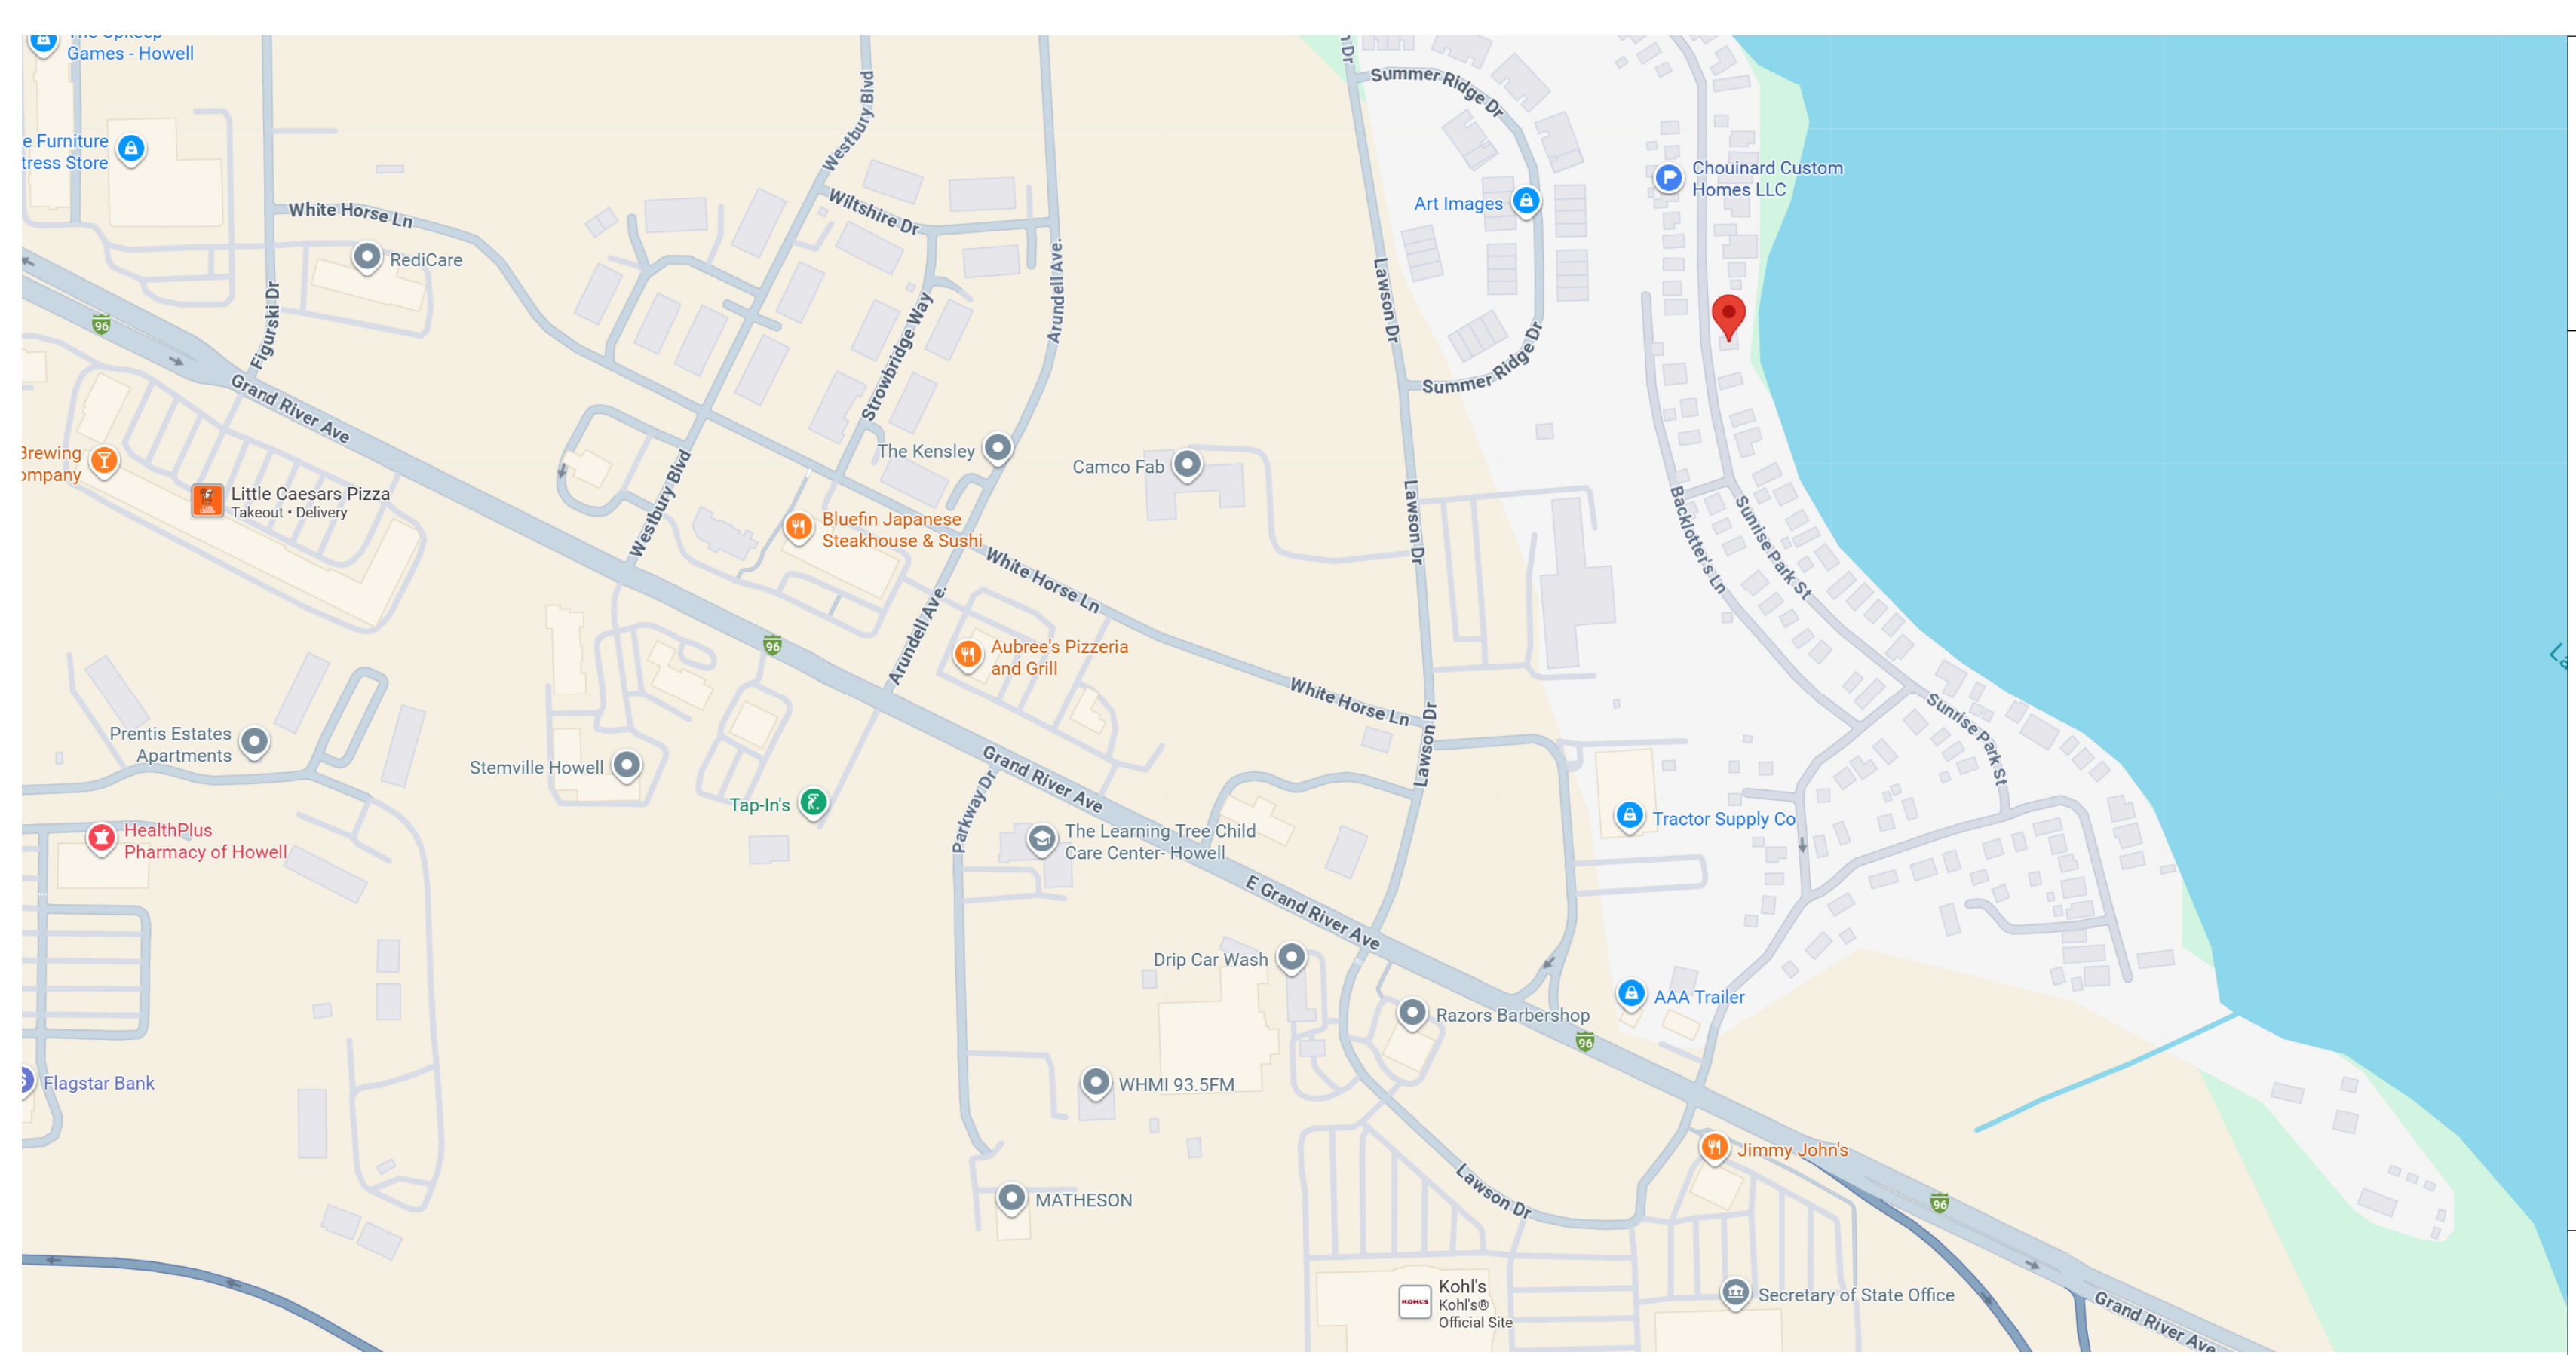 Games - Howell
Westbury Blvd
Summer Ridge Dr
e Furniture
tress Store
Chouinard Custom
Homes LLC
Art Images
White Horse Ln
Wiltshire Dr
RediCare
Figurski Dr
Arundell Ave.
Lawson Dr
96
Strowbridge Way
Summer Ridge Dr
Grand River Ave
The Kensley
Camco Fab
Brewing
ompany
Little Caesars Pizza
Takeout • Delivery
Westbury Blvd
Bluefin Japanese
Steakhouse & Sushi
Lawson Dr
Backlotter's Ln
Sunrise Park St
White Horse Ln
Arundell Ave.
96
Aubree's Pizzeria
and Grill
White Horse Ln
Lawson Dr
Sunrise Park St
Prentis Estates
Apartments
Stemville Howell
Tap-In's
Grand River Ave
Parkway Dr
Tractor Supply Co
HealthPlus
Pharmacy of Howell
The Learning Tree Child
Care Center- Howell
E Grand River Ave
Drip Car Wash
AAA Trailer
Razors Barbershop
96
Flagstar Bank
WHMI 93.5FM
Jimmy John's
Lawson Dr
MATHESON
96
KOHL'S
Kohl's
Kohl's®
Official Site
Secretary of State Office
Grand River Ave